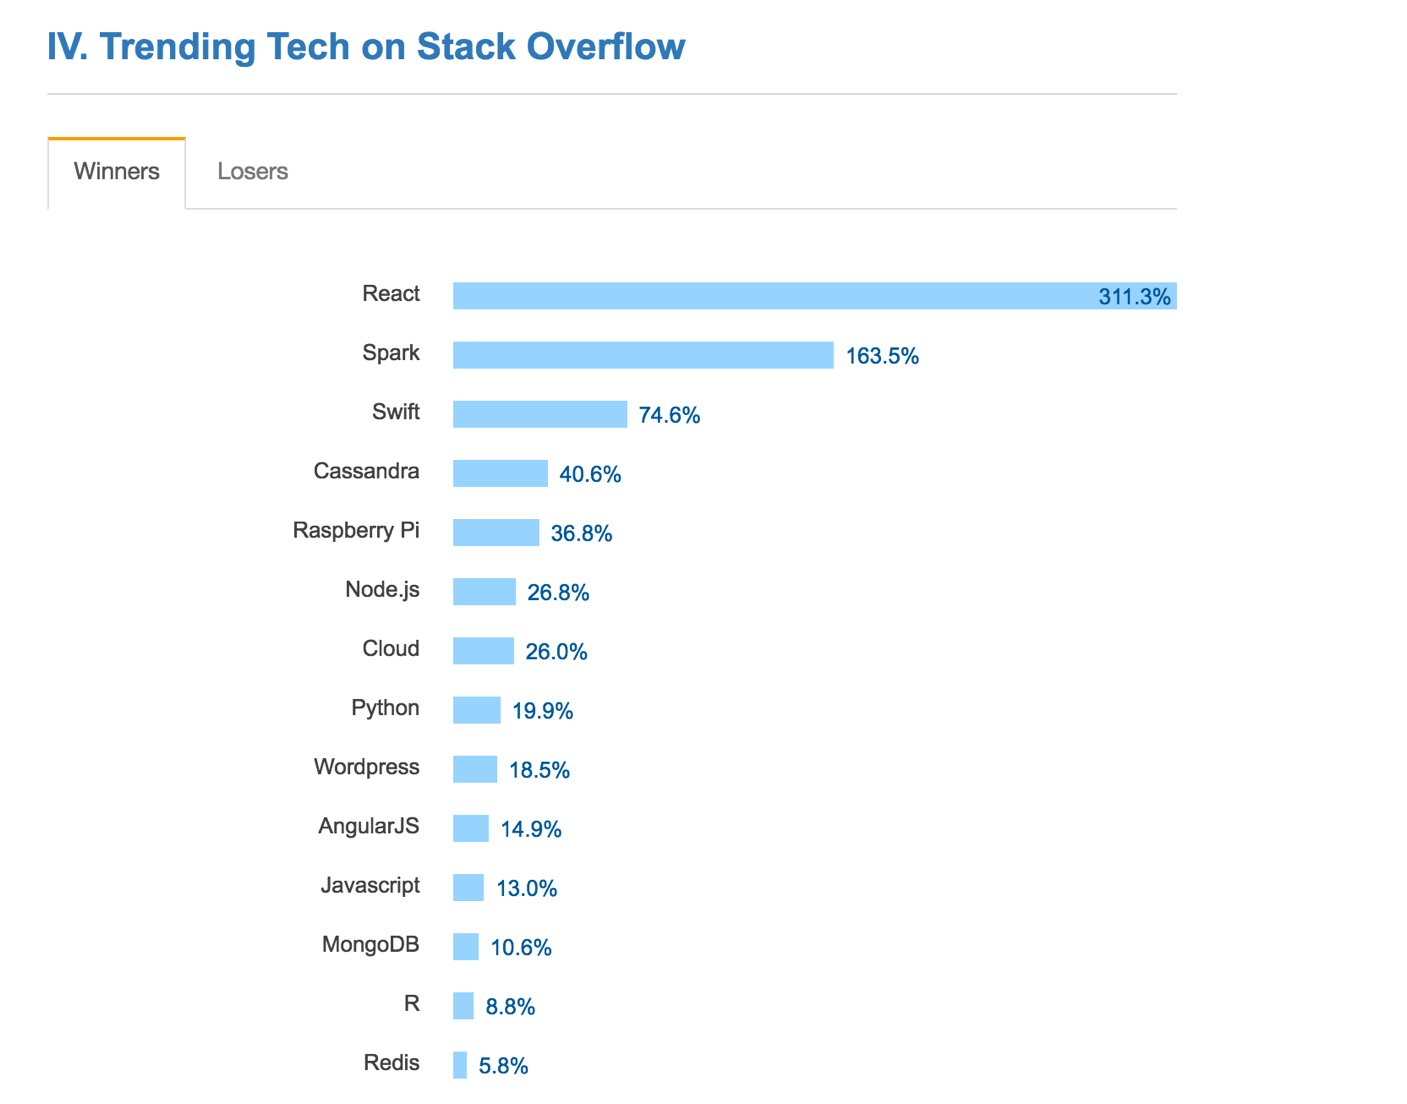 IV. Trending Tech on Stack Overflow
Winners Losers
React 311.3%
Spark 163.5%
Swift 74.6%
Cassandra 40.6%
Raspberry Pi 36.8%
Node.js 26.8%
Cloud 26.0%
Python 19.9%
Wordpress 18.5%
AngularJS 14.9%
Javascript 13.0%
MongoDB 10.6%
R 8.8%
Redis 5.8%